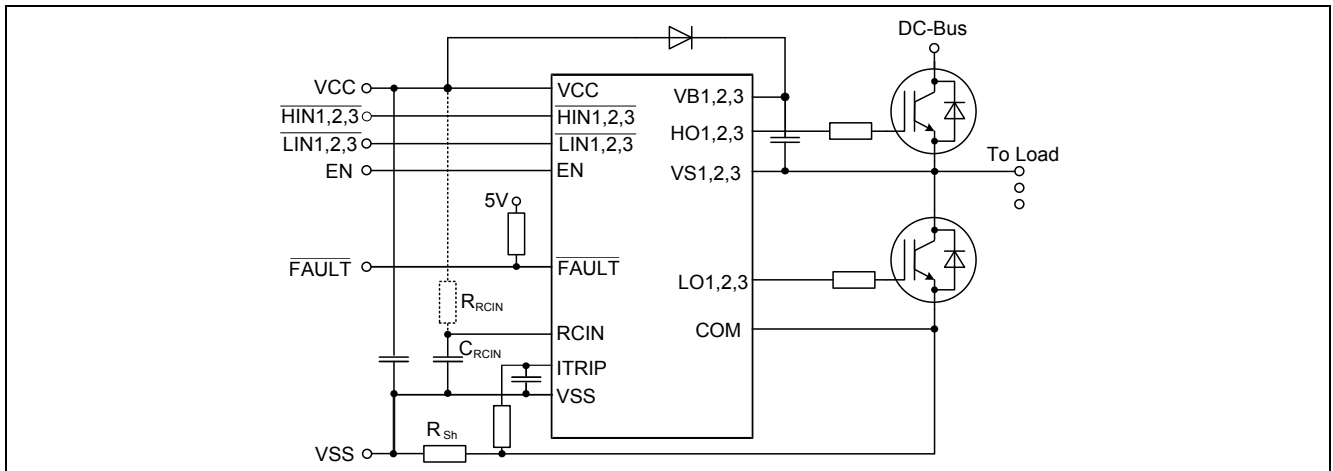 DC-Bus
VCC
VCC
VB1,2,3
HIN1,2,3
HIN1,2,3
HO1,2,3
LIN1,2,3
LIN1,2,3
To Load
EN
EN
VS1,2,3
5V
FAULT
FAULT
LO1,2,3
RRCIN
RCIN
COM
CRCIN
ITRIP
VSS
RSh
VSS